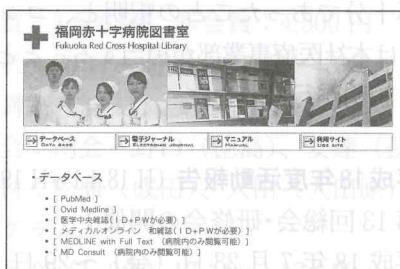 福岡赤十字病院図書室
Fukuoka Red Cross Hospital Library
データベース
DATA BASE
電子ジャーナル
ELECTRONIC JOURNAL
マニュアル
MANUAL
利用サイト
USE SITE
・データベース
• [ PubMed ]
• [ Ovid Medline ]
• [ 医学中央雑誌(ID+PWが必要) ]
• [ メディカルオンライン 和雑誌(ID+PWが必要) ]
• [ MEDLINE with Full Text (病院内のみ閲覧可能) ]
• [ MD Consult (病院内のみ閲覧可能) ]